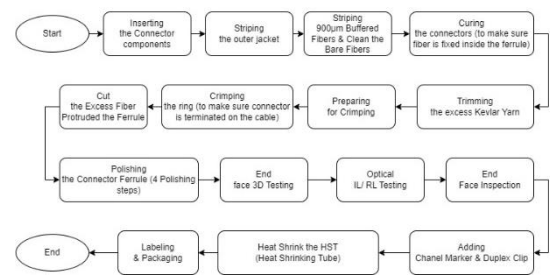 Start
Inserting
the Connector
components
Striping
the outer jacket
Striping
900µm Buffered
Fibers & Clean the
Bare Fibers
Curing
the connectors (to make sure
fiber is fixed inside the ferrule)
Trimming
the excess Kevlar Yarn
Preparing
for Crimping
Crimping
the ring (to make sure connector
is terminated on the cable)
Cut
the Excess Fiber
Protruded the Ferrule
Polishing
the Connector Ferrule (4 Polishing
steps)
End
face 3D Testing
Optical
IL/ RL Testing
End
Face Inspection
Adding
Chanel Marker & Duplex Clip
Heat Shrink the HST
(Heat Shrinking Tube)
Labeling
& Packaging
End